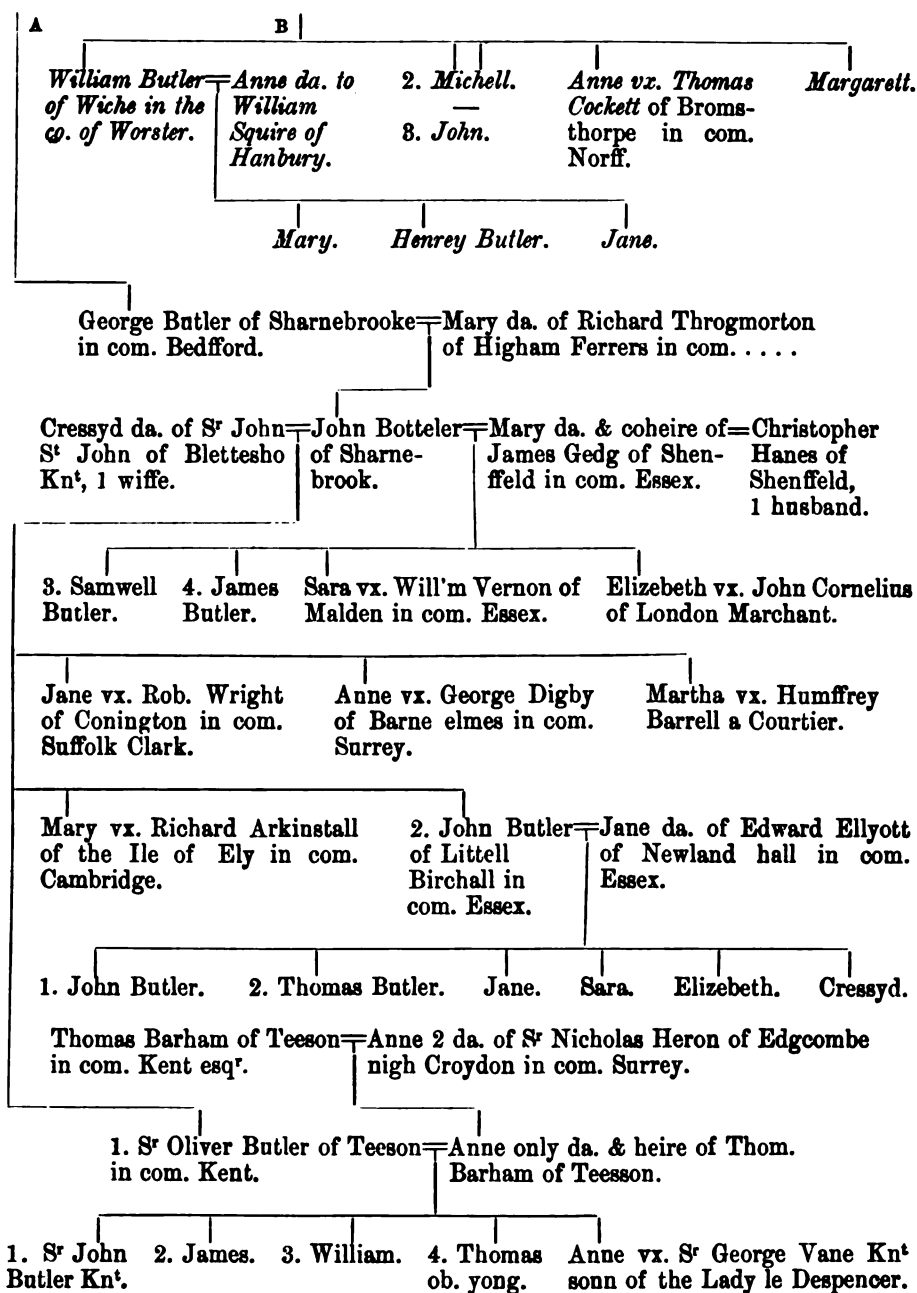 A B
William Butler=Anne da. to 2. Michell. Anne vx. Thomas Margarett.
of Wiche in the William — Cockett of Broms-
co. of Worster. Squire of 3. John. thorpe in com.
Hanbury. Norff.
Mary. Henrey Butler. Jane.
George Butler of Sharnebrooke=Mary da. of Richard Throgmorton
in com. Bedfford. of Higham Ferrers in com. . . . .
Cressyd da. of Sʳ John=John Botteler=Mary da. & coheire of=Christopher
Sᵗ John of Blettesho of Sharne- James Gedg of Shen- Hanes of
Knᵗ, 1 wiffe. brook. ffeld in com. Essex. Shenffeld,
1 husband.
3. Samwell 4. James Sara vx. Will'm Vernon of Elizebeth vx. John Cornelius
Butler. Butler. Malden in com. Essex. of London Marchant.
Jane vx. Rob. Wright Anne vx. George Digby Martha vx. Humffrey
of Conington in com. of Barne elmes in com. Barrell a Courtier.
Suffolk Clark. Surrey.
Mary vx. Richard Arkinstall 2. John Butler=Jane da. of Edward Ellyott
of the Ile of Ely in com. of Littell of Newland hall in com.
Cambridge. Birchall in Essex.
com. Essex.
1. John Butler. 2. Thomas Butler. Jane. Sara. Elizebeth. Cressyd.
Thomas Barham of Teeson=Anne 2 da. of Sʳ Nicholas Heron of Edgcombe
in com. Kent esqʳ. nigh Croydon in com. Surrey.
1. Sʳ Oliver Butler of Teeson=Anne only da. & heire of Thom.
in com. Kent. Barham of Teesson.
1. Sʳ John 2. James. 3. William. 4. Thomas Anne vx. Sʳ George Vane Knᵗ
Butler Knᵗ. ob. yong. sonn of the Lady le Despencer.